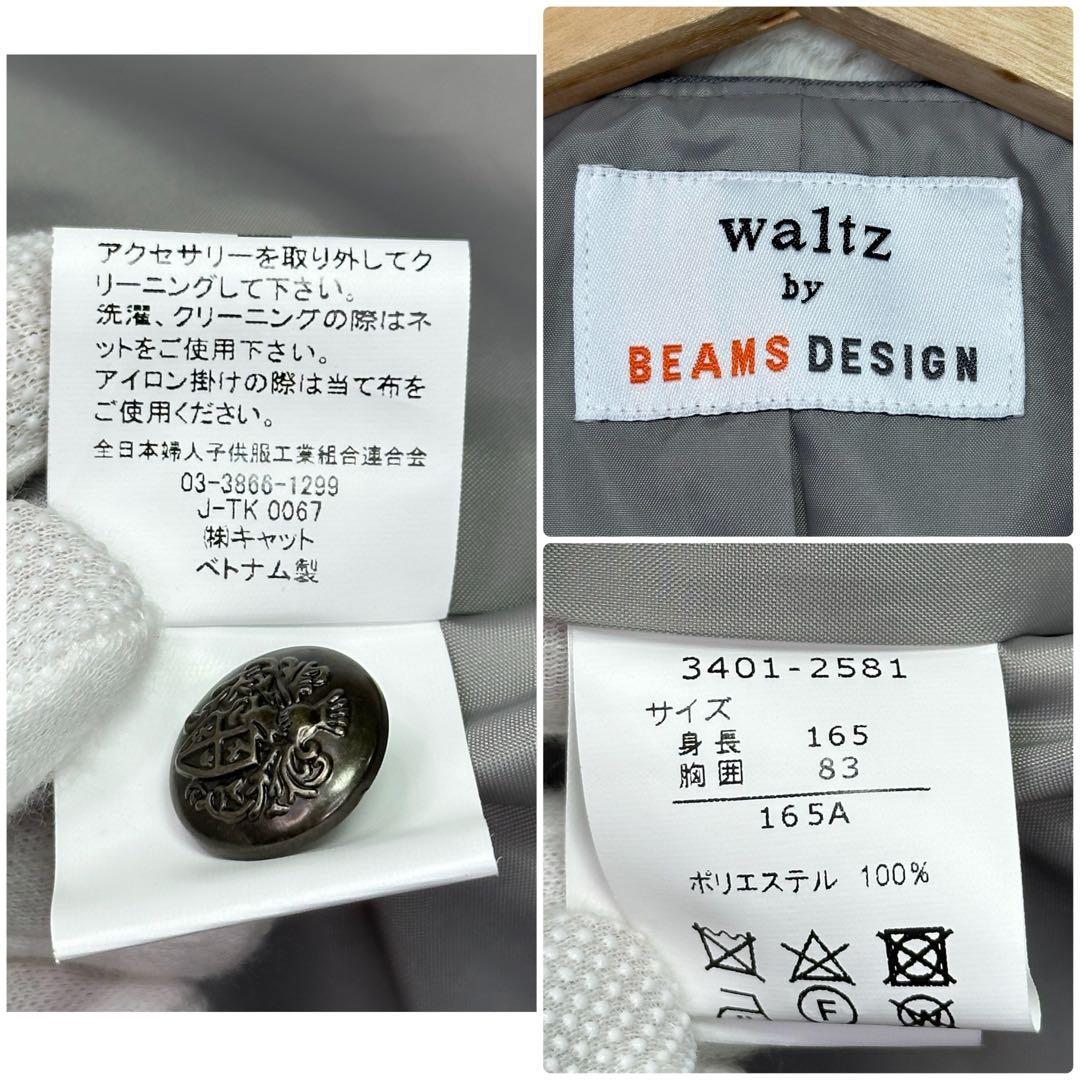 アクセサリーを取り外してク
リーニングして下さい。
洗濯、クリーニングの際はネ
ットをご使用下さい。
アイロン掛けの際は当て布を
ご使用ください。
全日本婦人子供服工業組合連合会
03-3866-1299
J-TK 0067
(株)キャット
ベトナム製
waltz
by
BEAMS DESIGN
3401-2581
サイズ
身長 165
胸囲 83
165A
ポリエステル 100%
F